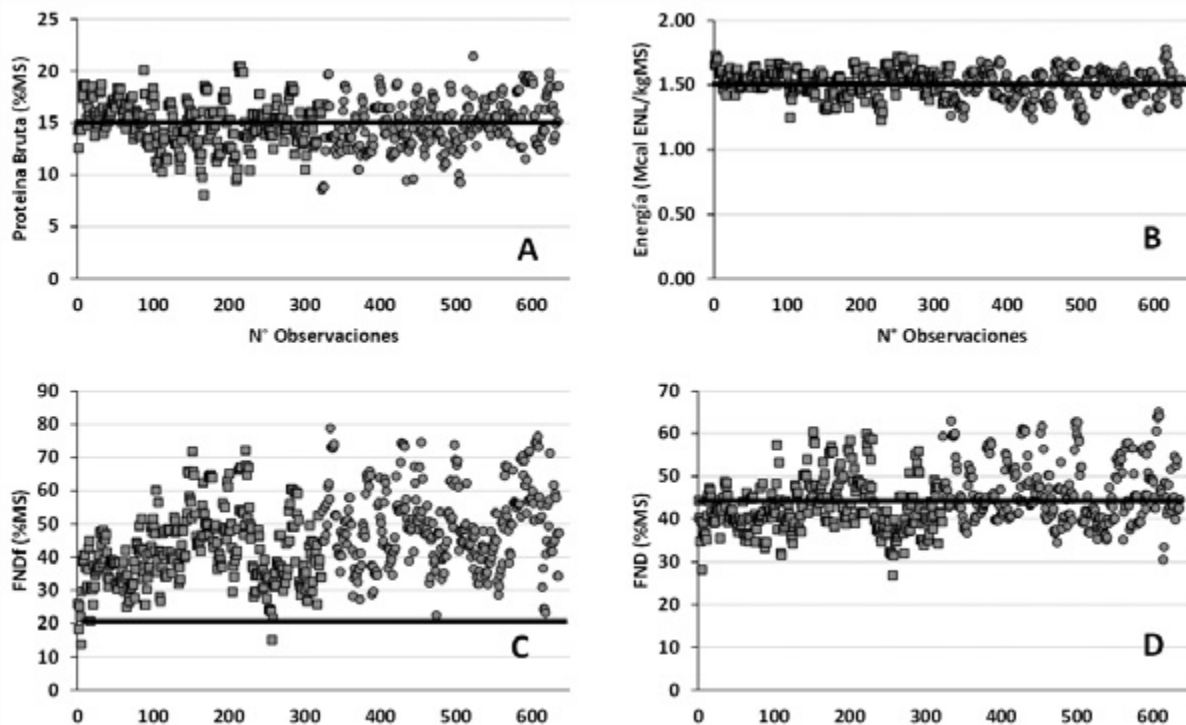 25
20
15
10
5
0
Proteína Bruta (%MS)
A
0 100 200 300 400 500 600
N° Observaciones
2.00
1.50
1.00
0.50
0.00
Energía (Mcal ENL/kgMS)
B
0 100 200 300 400 500 600
N° Observaciones
90
80
70
60
50
40
30
20
10
0
FNDf (%MS)
C
0 100 200 300 400 500 600
70
60
50
40
30
20
10
0
FND (%MS)
D
0 100 200 300 400 500 600